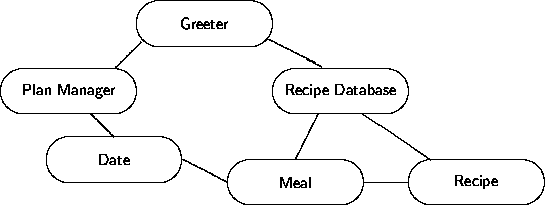 Greeter
Plan Manager
Recipe Database
Date
Meal
Recipe